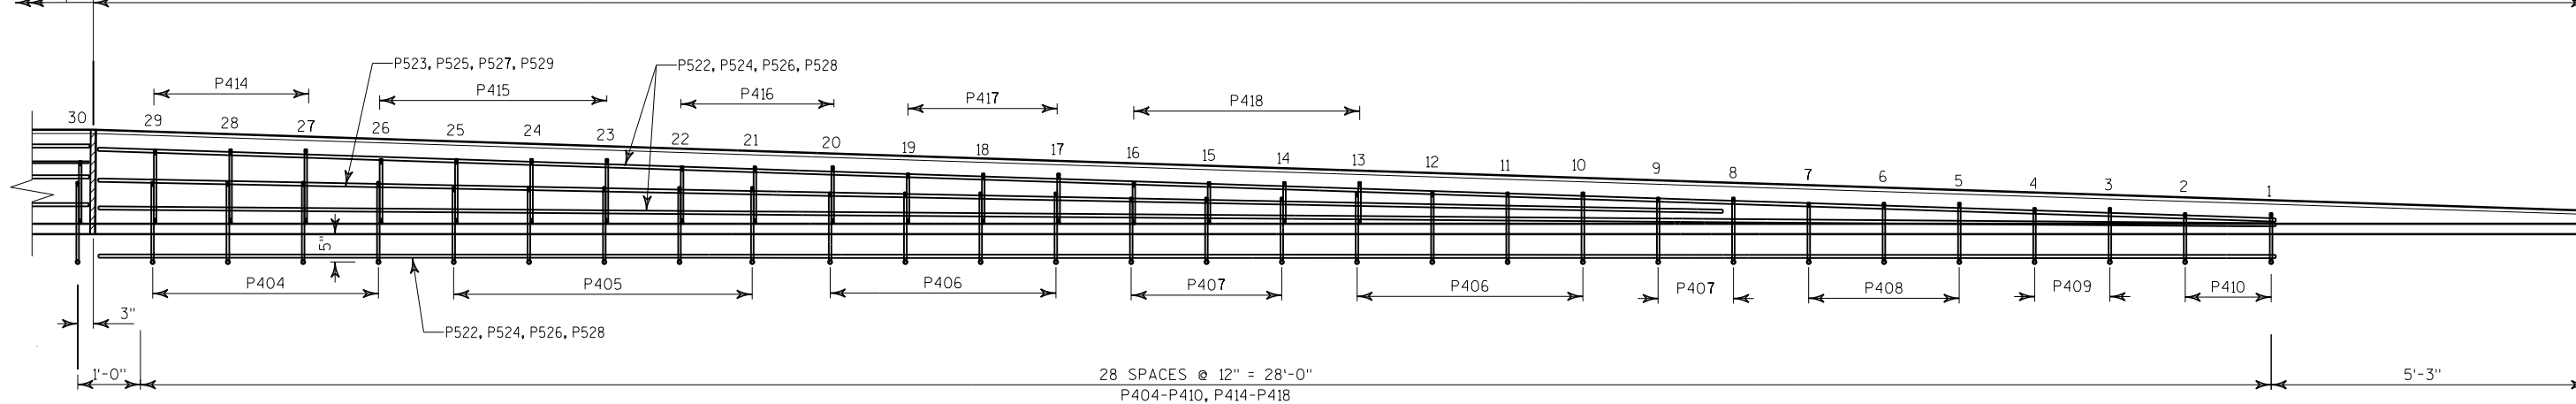 P523, P525, P527, P529
P522, P524, P526, P528
P414
P415
P416
P417
P418
30
29
28
27
26
25
24
23
22
21
20
19
18
17
16
15
14
13
12
11
10
9
8
7
6
5
4
3
2
1
5"
P404
P405
P406
P407
P406
P407
P408
P409
P410
3"
P522, P524, P526, P528
1'-0"
28 SPACES @ 12" = 28'-0"
5'-3"
P404-P410, P414-P418